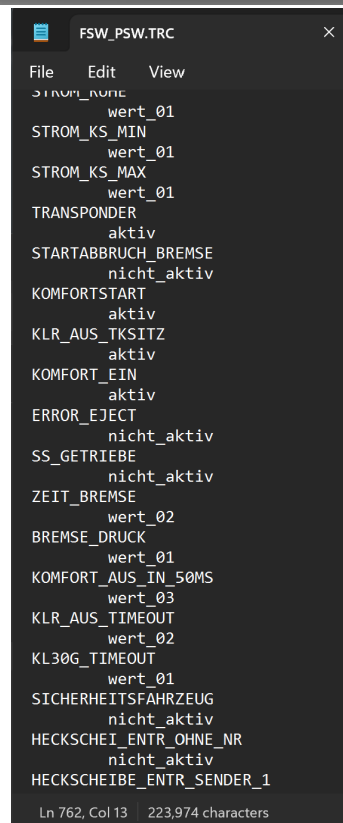 FSW_PSW.TRC
File Edit View
STROM_RUHE
wert_01
STROM_KS_MIN
wert_01
STROM_KS_MAX
wert_01
TRANSPONDER
aktiv
STARTABBRUCH_BREMSE
nicht_aktiv
KOMFORTSTART
aktiv
KLR_AUS_TKSITZ
aktiv
KOMFORT_EIN
aktiv
ERROR_EJECT
nicht_aktiv
SS_GETRIEBE
nicht_aktiv
ZEIT_BREMSE
wert_02
BREMSE_DRUCK
wert_01
KOMFORT_AUS_IN_50MS
wert_03
KLR_AUS_TIMEOUT
wert_02
KL30G_TIMEOUT
wert_01
SICHERHEITSFAHRZEUG
nicht_aktiv
HECKSCHEI_ENTR_OHNE_NR
nicht_aktiv
HECKSCHEIBE_ENTR_SENDER_1
Ln 762, Col 13 223,974 characters